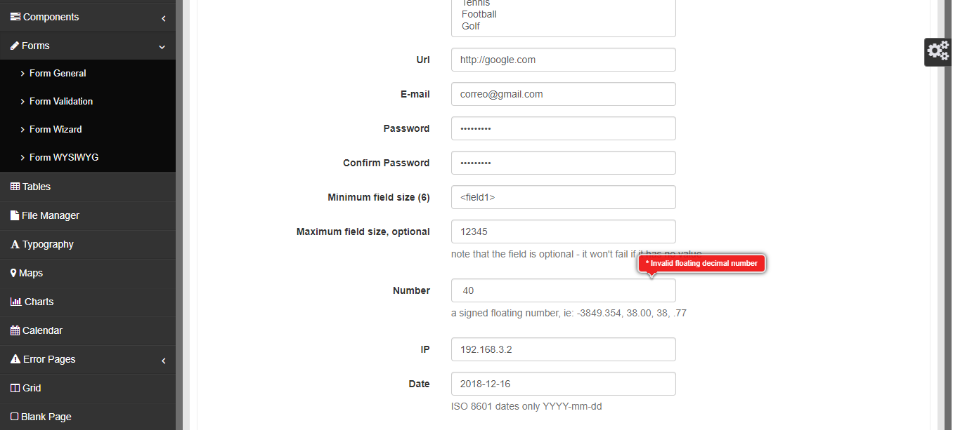 Components
Forms
Form General
Form Validation
Form Wizard
Form WYSIWYG
Tables
File Manager
Typography
Maps
Charts
Calendar
Error Pages
Grid
Blank Page
Tennis
Football
Golf
Url http://google.com
E-mail correo@gmail.com
Password •••••••••
Confirm Password •••••••••
Minimum field size (6) <field1>
Maximum field size, optional 12345
note that the field is optional - it won't fail if it has no value
* Invalid floating decimal number
Number 40
a signed floating number, ie: -3849.354, 38.00, 38, .77
IP 192.168.3.2
Date 2018-12-16
ISO 8601 dates only YYYY-mm-dd